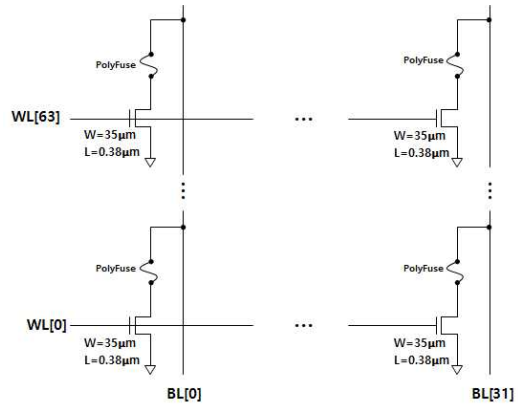 PolyFuse PolyFuse
WL[63]
W=35μm W=35μm
L=0.38μm L=0.38μm
PolyFuse PolyFuse
WL[0]
W=35μm W=35μm
L=0.38μm L=0.38μm
BL[0] BL[31]